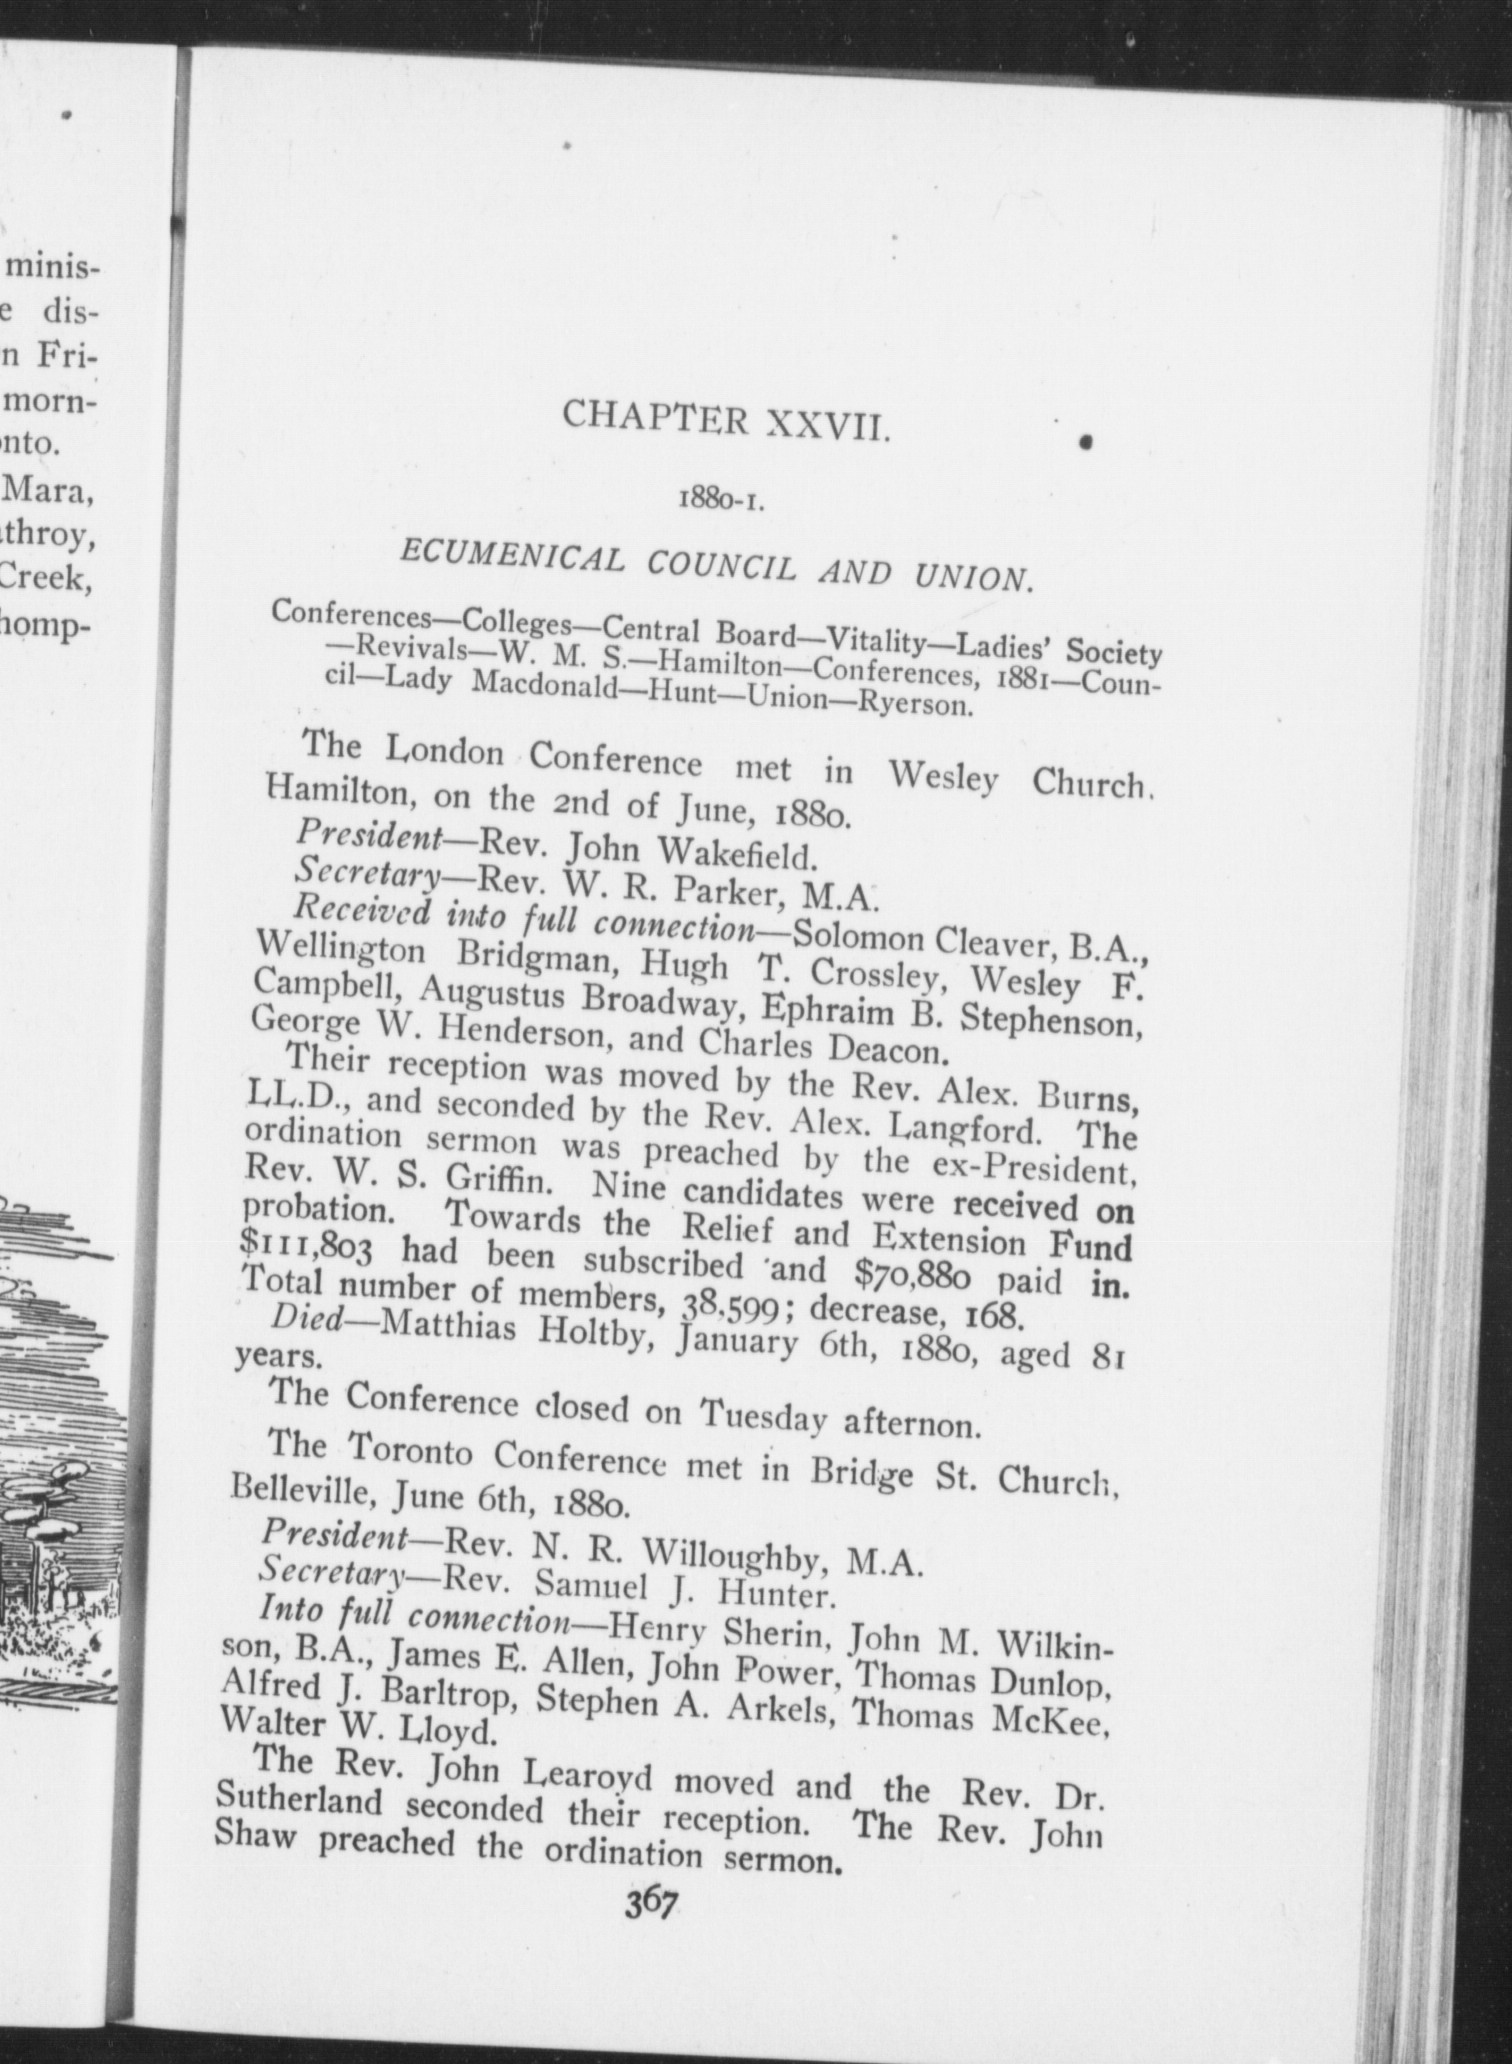 minis-
dis-
Fri-
morn-
Mara,
Creek,
CHAPTER XXVII.
1880-1.
ECUMENICAL COUNCIL AND UNION.
Conferences—Colleges—Central Board—Vitality—Ladies' Society
—Revivals—W. M. S.—Hamilton—Conferences, 1881—Coun-
cil—Lady Macdonald—Hunt—Union—Ryerson.
The London Conference met in Wesley Church.
Hamilton, on the 2nd of June, 1880.
President—Rev. John Wakefield.
Secretary—Rev. W. R. Parker, M.A.
Received into full connection—Solomon Cleaver, B.A.,
Wellington Bridgman, Hugh T. Crossley, Wesley F.
Campbell, Augustus Broadway, Ephraim B. Stephenson,
George W. Henderson, and Charles Deacon.
Their reception was moved by the Rev. Alex. Burns,
LL.D., and seconded by the Rev. Alex. Langford. The
ordination sermon was preached by the ex-President,
Rev. W. S. Griffin. Nine candidates were received on
probation. Towards the Relief and Extension Fund
$111,803 had been subscribed and $70,880 paid in.
Total number of members, 38,599; decrease, 168.
Died—Matthias Holtby, January 6th, 1880, aged 81
years.
The Conference closed on Tuesday afternon.
The Toronto Conference met in Bridge St. Church,
Belleville, June 6th, 1880.
President—Rev. N. R. Willoughby, M.A.
Secretary—Rev. Samuel J. Hunter.
Into full connection—Henry Sherin, John M. Wilkin-
son, B.A., James E. Allen, John Power, Thomas Dunlop,
Alfred J. Barltrop, Stephen A. Arkels, Thomas McKee,
Walter W. Lloyd.
The Rev. John Learoyd moved and the Rev. Dr.
Sutherland seconded their reception. The Rev. John
Shaw preached the ordination sermon.
367